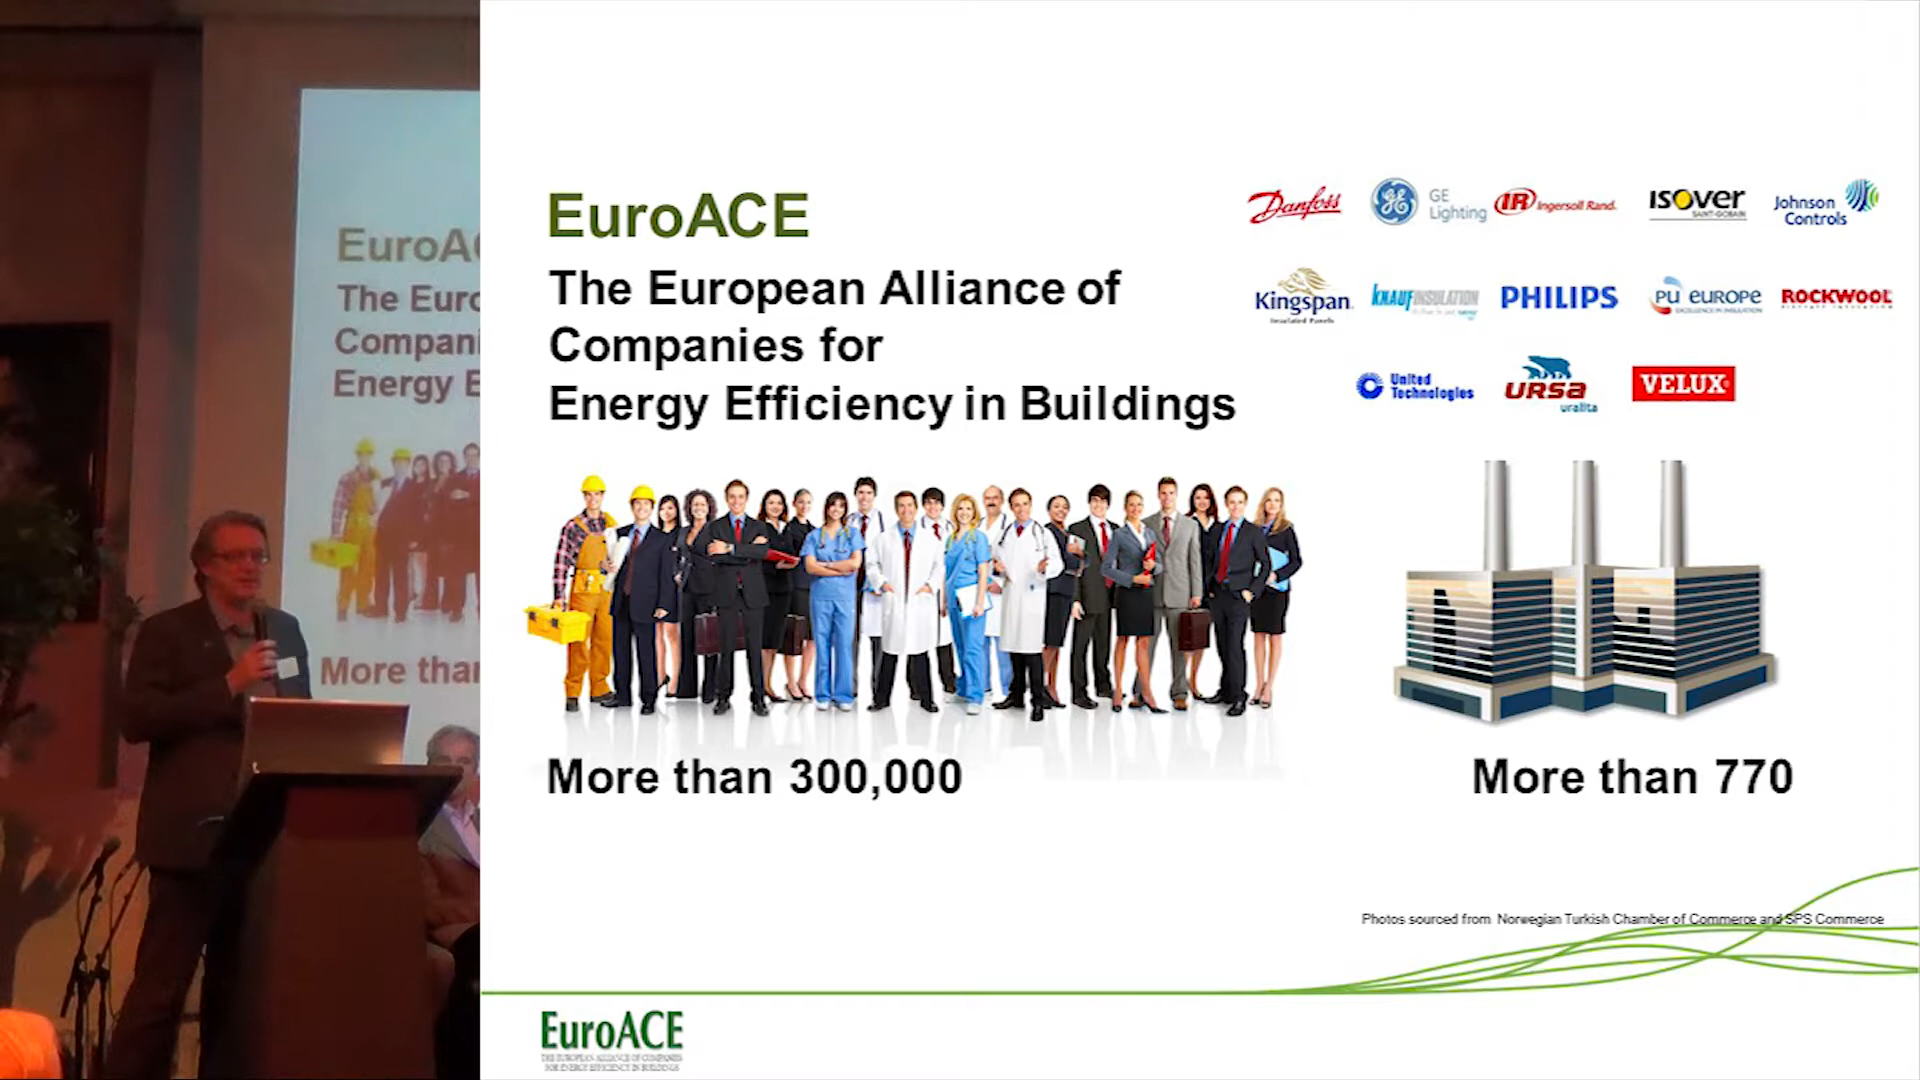 EuroACE
The European Alliance of
Companies for
Energy Efficiency in Buildings
Danfoss
GE
Lighting
IR Ingersoll Rand.
ISOVER
SAINT-GOBAIN
Johnson
Controls
Kingspan.
Insulated Panels
KNAUFINSULATION
PHILIPS
PU EUROPE
EXCELLENCE IN INSULATION
ROCKWOOL
United
Technologies
URSA
uralita
VELUX
More than 300,000
More than 770
Photos sourced from Norwegian Turkish Chamber of Commerce and SPS Commerce
EuroACE
THE EUROPEAN ALLIANCE OF COMPANIES
FOR ENERGY EFFICIENCY IN BUILDINGS
EuroA
The Euro
Compani
Energy E
More tha